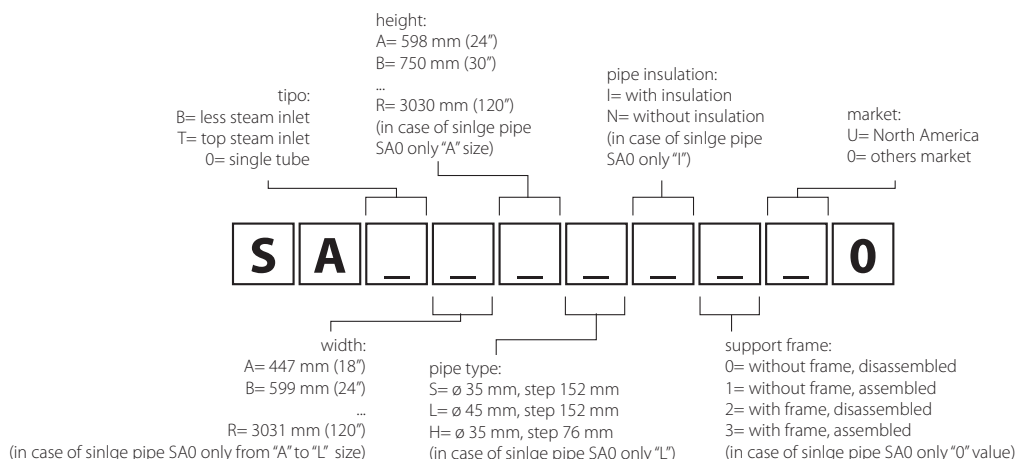 height:
A= 598 mm (24")
B= 750 mm (30")
...
R= 3030 mm (120")
(in case of sinlge pipe
SA0 only "A" size)
tipo:
B= less steam inlet
T= top steam inlet
0= single tube
pipe insulation:
I= with insulation
N= without insulation
(in case of sinlge pipe
SA0 only "I")
market:
U= North America
0= others market
S A _ _ _ _ _ _ _ 0
width:
A= 447 mm (18")
B= 599 mm (24")
...
R= 3031 mm (120")
(in case of sinlge pipe SA0 only from "A" to "L" size)
pipe type:
S= ø 35 mm, step 152 mm
L= ø 45 mm, step 152 mm
H= ø 35 mm, step 76 mm
(in case of sinlge pipe SA0 only "L")
support frame:
0= without frame, disassembled
1= without frame, assembled
2= with frame, disassembled
3= with frame, assembled
(in case of sinlge pipe SA0 only "0" value)